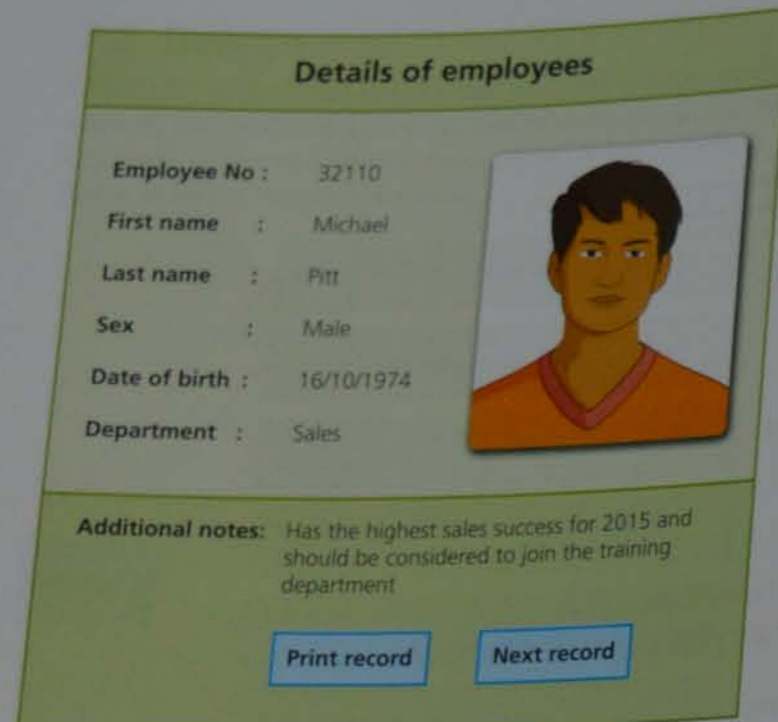 Details of employees
Employee No : 32110
First name : Michael
Last name : Pitt
Sex : Male
Date of birth : 16/10/1974
Department : Sales
Additional notes: Has the highest sales success for 2015 and
should be considered to join the training
department
Print record Next record